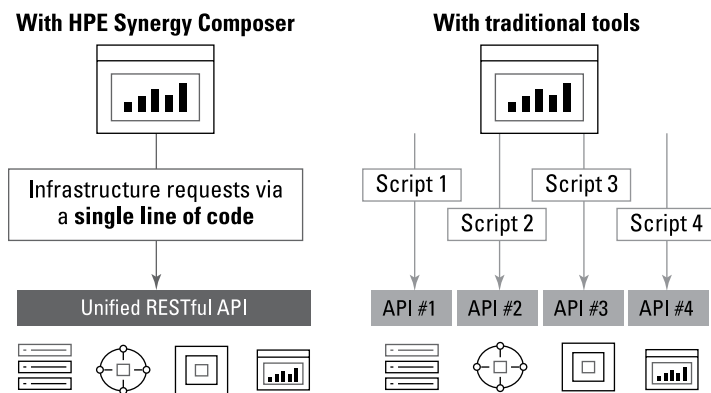 With HPE Synergy Composer
Infrastructure requests via
a single line of code
Unified RESTful API
With traditional tools
Script 1
Script 3
Script 2
Script 4
API #1
API #2
API #3
API #4